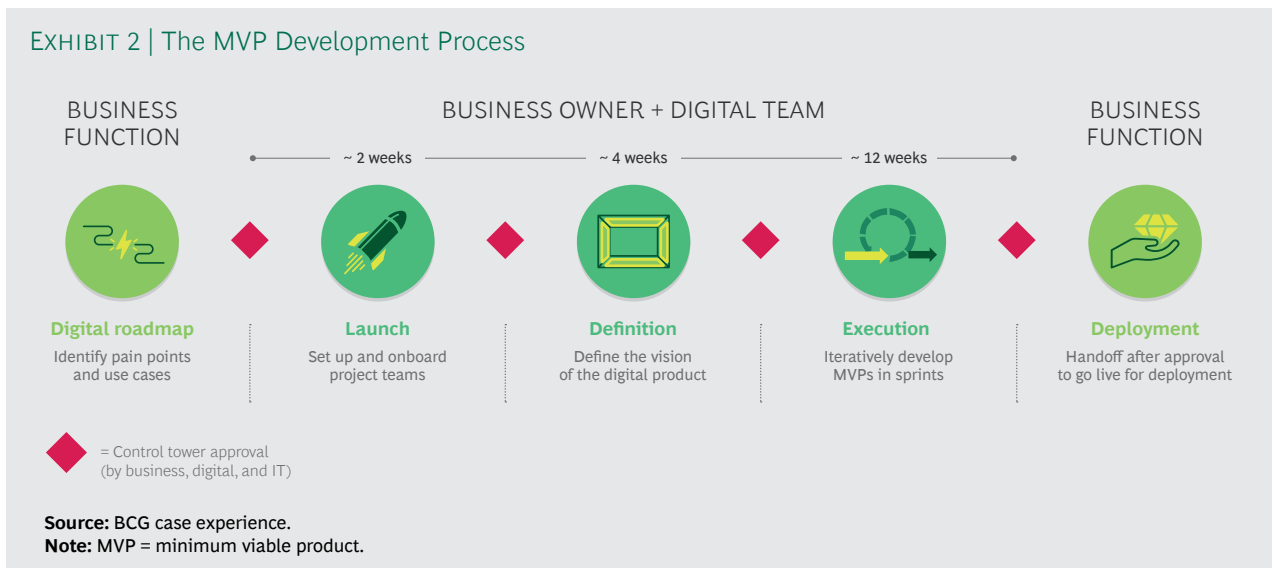 EXHIBIT 2 | The MVP Development Process
BUSINESS
FUNCTION
BUSINESS OWNER + DIGITAL TEAM
BUSINESS
FUNCTION
~ 2 weeks
~ 4 weeks
~ 12 weeks
Digital roadmap
Identify pain points
and use cases
Launch
Set up and onboard
project teams
Definition
Define the vision
of the digital product
Execution
Iteratively develop
MVPs in sprints
Deployment
Handoff after approval
to go live for deployment
= Control tower approval
(by business, digital, and IT)
Source: BCG case experience.
Note: MVP = minimum viable product.